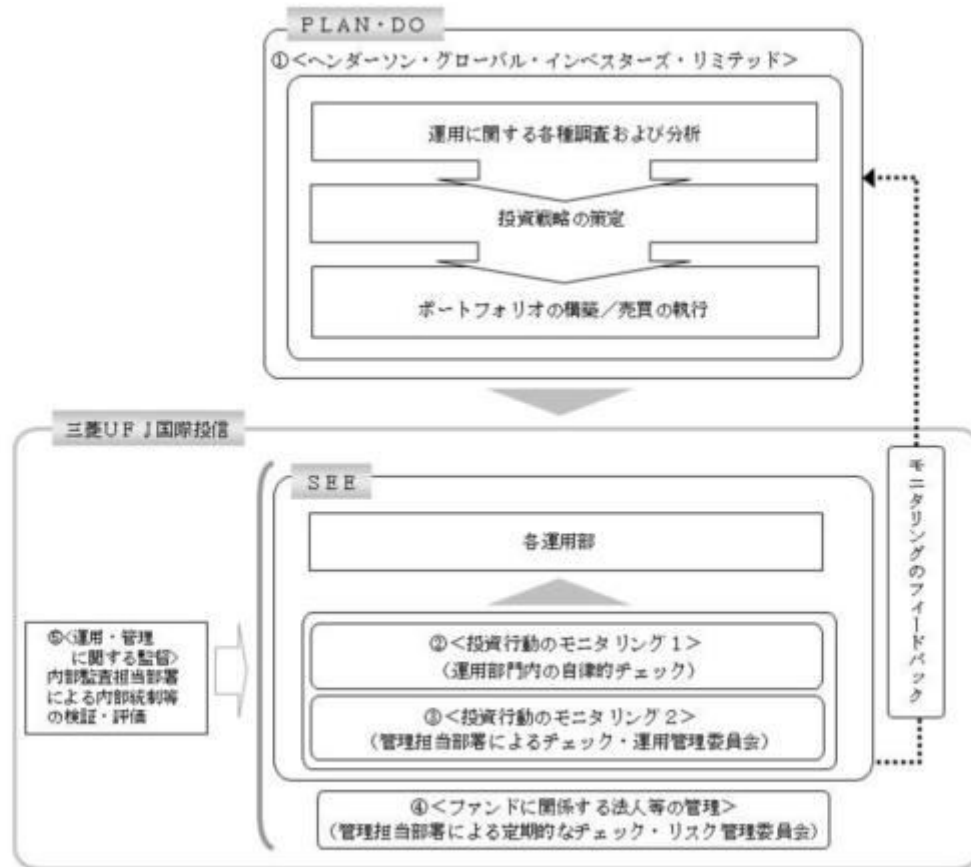 PLAN・DO
①<ヘンダーソン・グローバル・インベスターズ・リミテッド>
運用に関する各種調査および分析
投資戦略の策定
ポートフォリオの構築/売買の執行
三菱UFJ国際投信
SEE
各運用部
②<投資行動のモニタリング1>
(運用部門内の自律的チェック)
③<投資行動のモニタリング2>
(管理担当部署によるチェック・運用管理委員会)
④<ファンドに関係する法人等の管理>
(管理担当部署による定期的なチェック・リスク管理委員会)
⑤<運用・管理
に関する監督>
内部監査担当部署
による内部統制等
の検証・評価
モニタリングのフィードバック